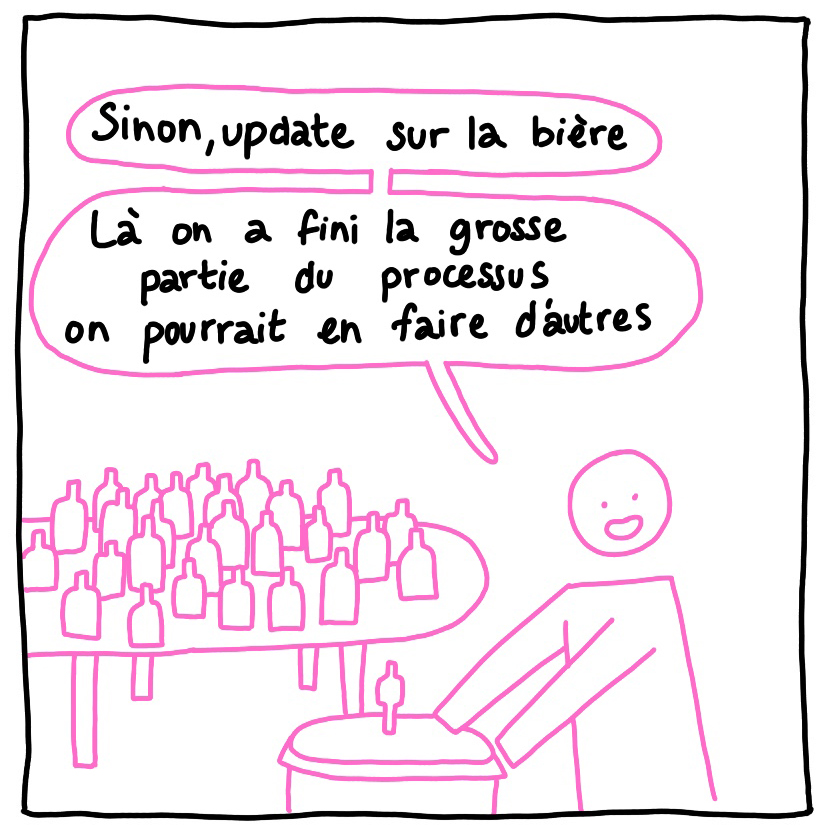 Sinon, update sur la bière
Là on a fini la grosse
partie du processus
on pourrait en faire d'autres